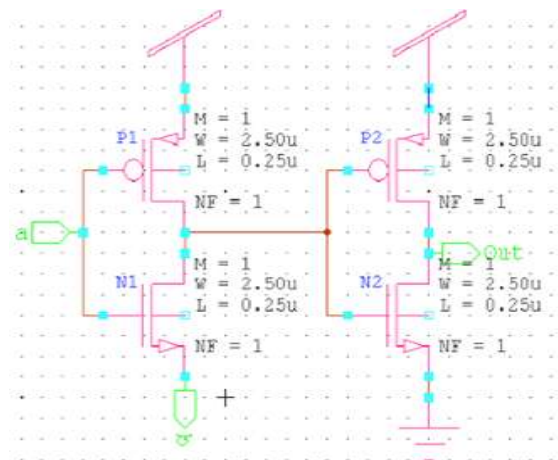 M = 1
P1
W = 2.50u
L = 0.25u
NF = 1
M = 1
P2
W = 2.50u
L = 0.25u
NF = 1
a
Out
M = 1
N1
W = 2.50u
L = 0.25u
NF = 1
M = 1
N2
W = 2.50u
L = 0.25u
NF = 1